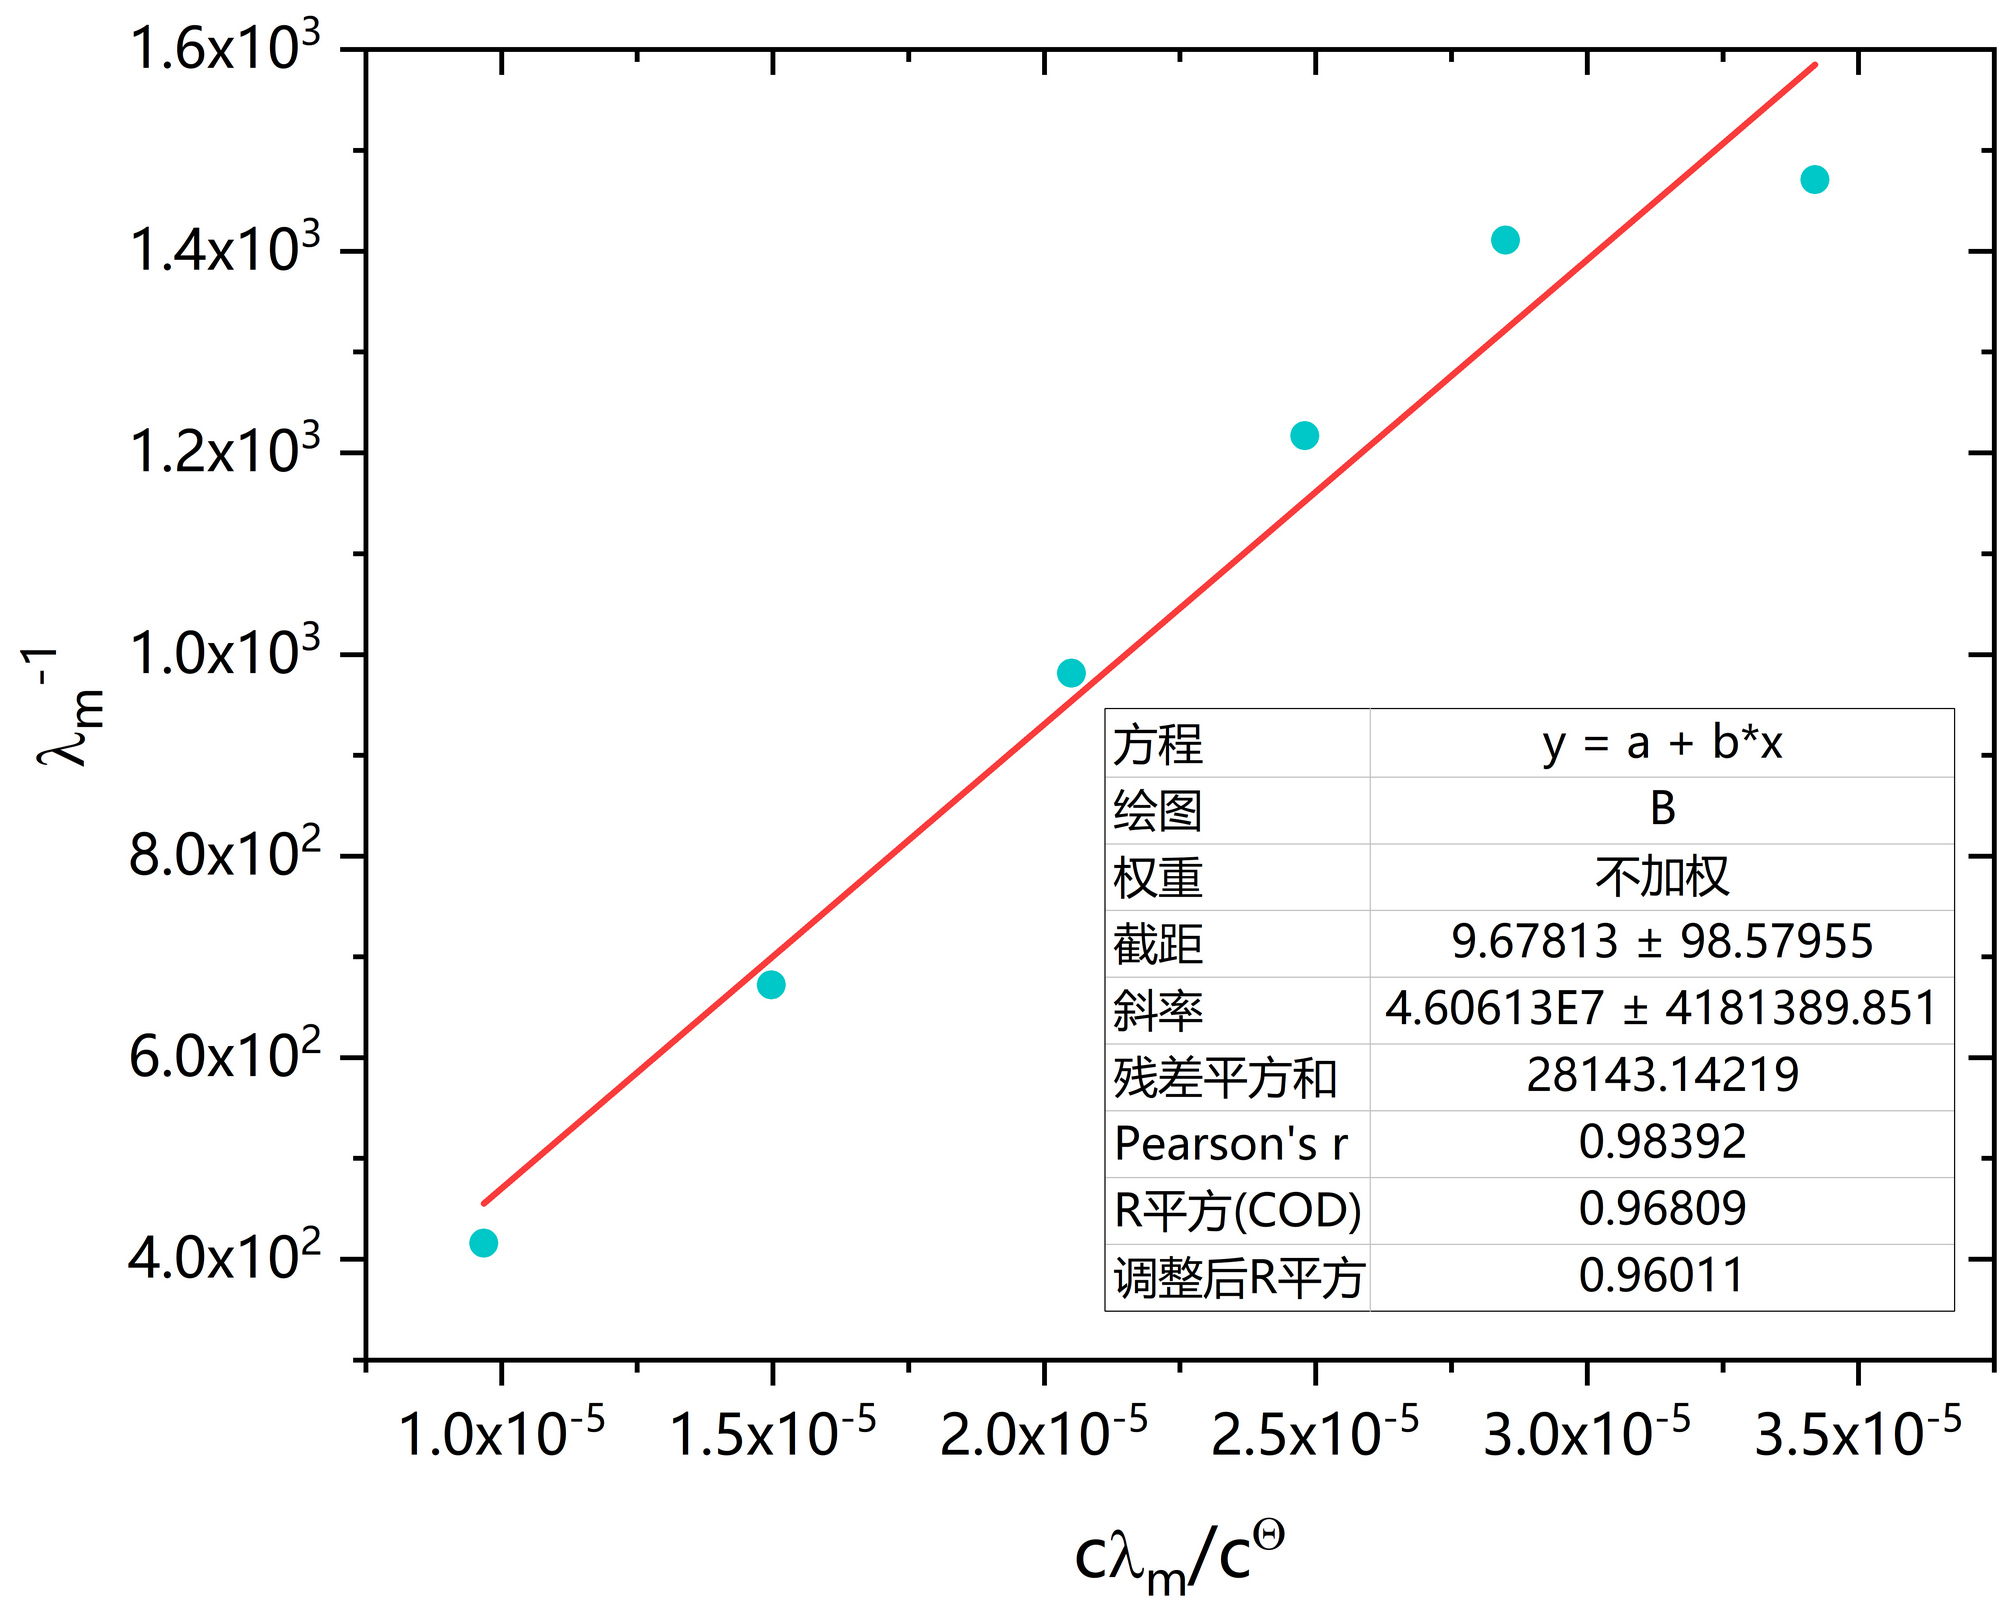 1.6x10³
1.4x10³
1.2x10³
1.0x10³
8.0x10²
6.0x10²
4.0x10²
λₘ⁻¹
方程 y = a + b*x
绘图 B
权重 不加权
截距 9.67813 ± 98.57955
斜率 4.60613E7 ± 4181389.851
残差平方和 28143.14219
Pearson's r 0.98392
R平方(COD) 0.96809
调整后R平方 0.96011
1.0x10⁻⁵ 1.5x10⁻⁵ 2.0x10⁻⁵ 2.5x10⁻⁵ 3.0x10⁻⁵ 3.5x10⁻⁵
cλₘ/c^Θ